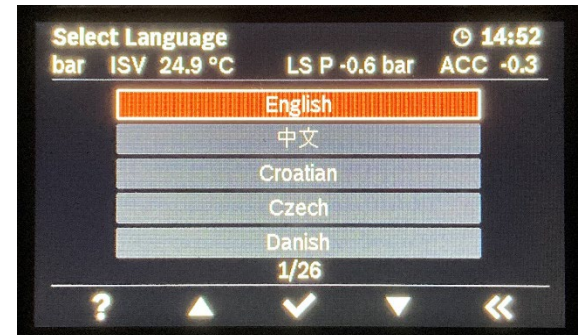 Select Language 14:52
bar ISV 24.9 °C LS P -0.6 bar ACC -0.3
English
中文
Croatian
Czech
Danish
1/26
?